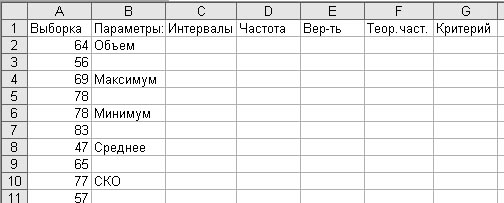 A B C D E F G
1 Выборка Параметры: Интервалы Частота Вер-ть Теор.част. Критерий
2 64 Объем
3 56
4 69 Максимум
5 78
6 78 Минимум
7 83
8 47 Среднее
9 65
10 77 СКО
11 57